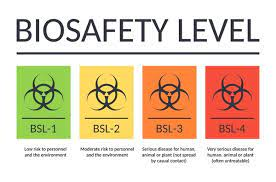 BIOSAFETY LEVEL
BSL-1
BSL-2
BSL-3
BSL-4
Low risk to personnel
and the environment
Moderate risk to personnel
and the environment
Serious disease for human,
animal or plant (not spread
by casual contact)
Very serious disease for
human, animal or plant
(often untreatable)